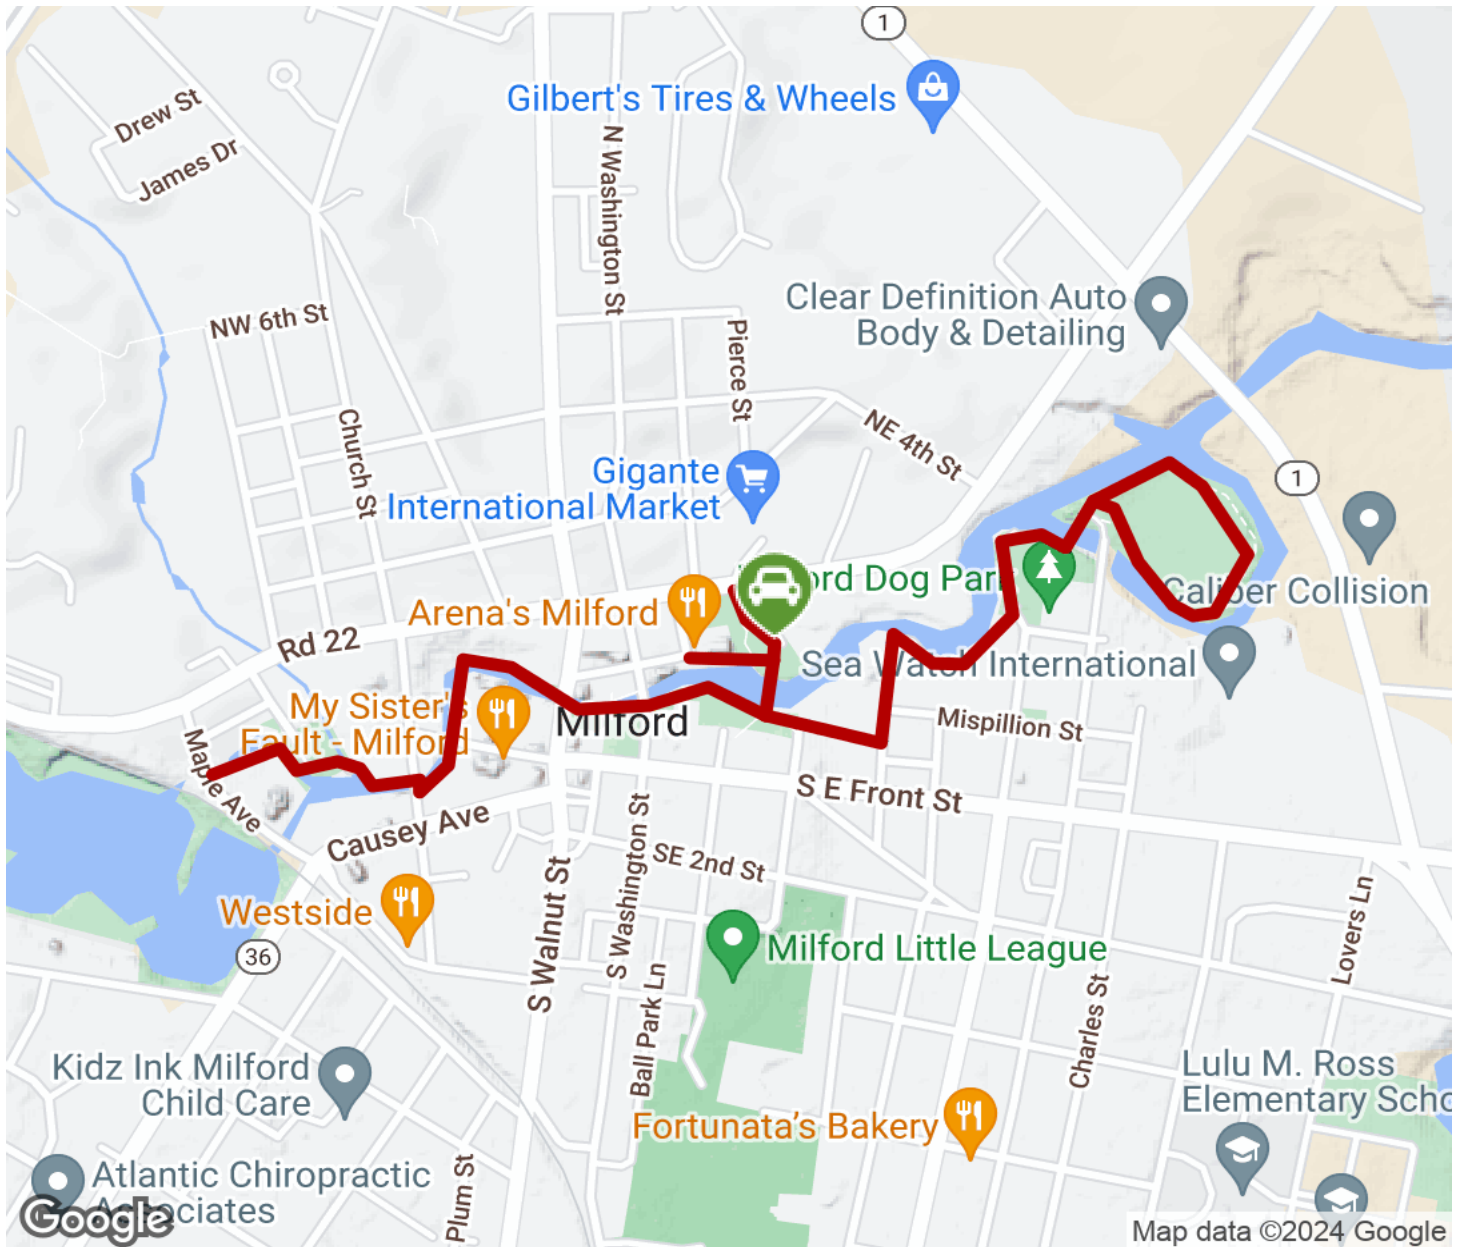 1
Gilbert's Tires & Wheels
Drew St
James Dr
N Washington St
Clear Definition Auto
Body & Detailing
NW 6th St
Pierce St
Church St
NE 4th St
Gigante
International Market
1
ord Dog Park
Caliber Collision
Arena's Milford
Rd 22
Sea Watch International
My Sister's
Fault - Milford
Milford
Mispillion St
Maple Ave
S E Front St
Causey Ave
SE 2nd St
S Washington St
S Walnut St
Westside
Lovers Ln
36
Milford Little League
Ball Park Ln
Charles St
Kidz Ink Milford
Child Care
Lulu M. Ross
Elementary Scho
Fortunata's Bakery
Plum St
Atlantic Chiropractic
Associates
Google
Map data ©2024 Google